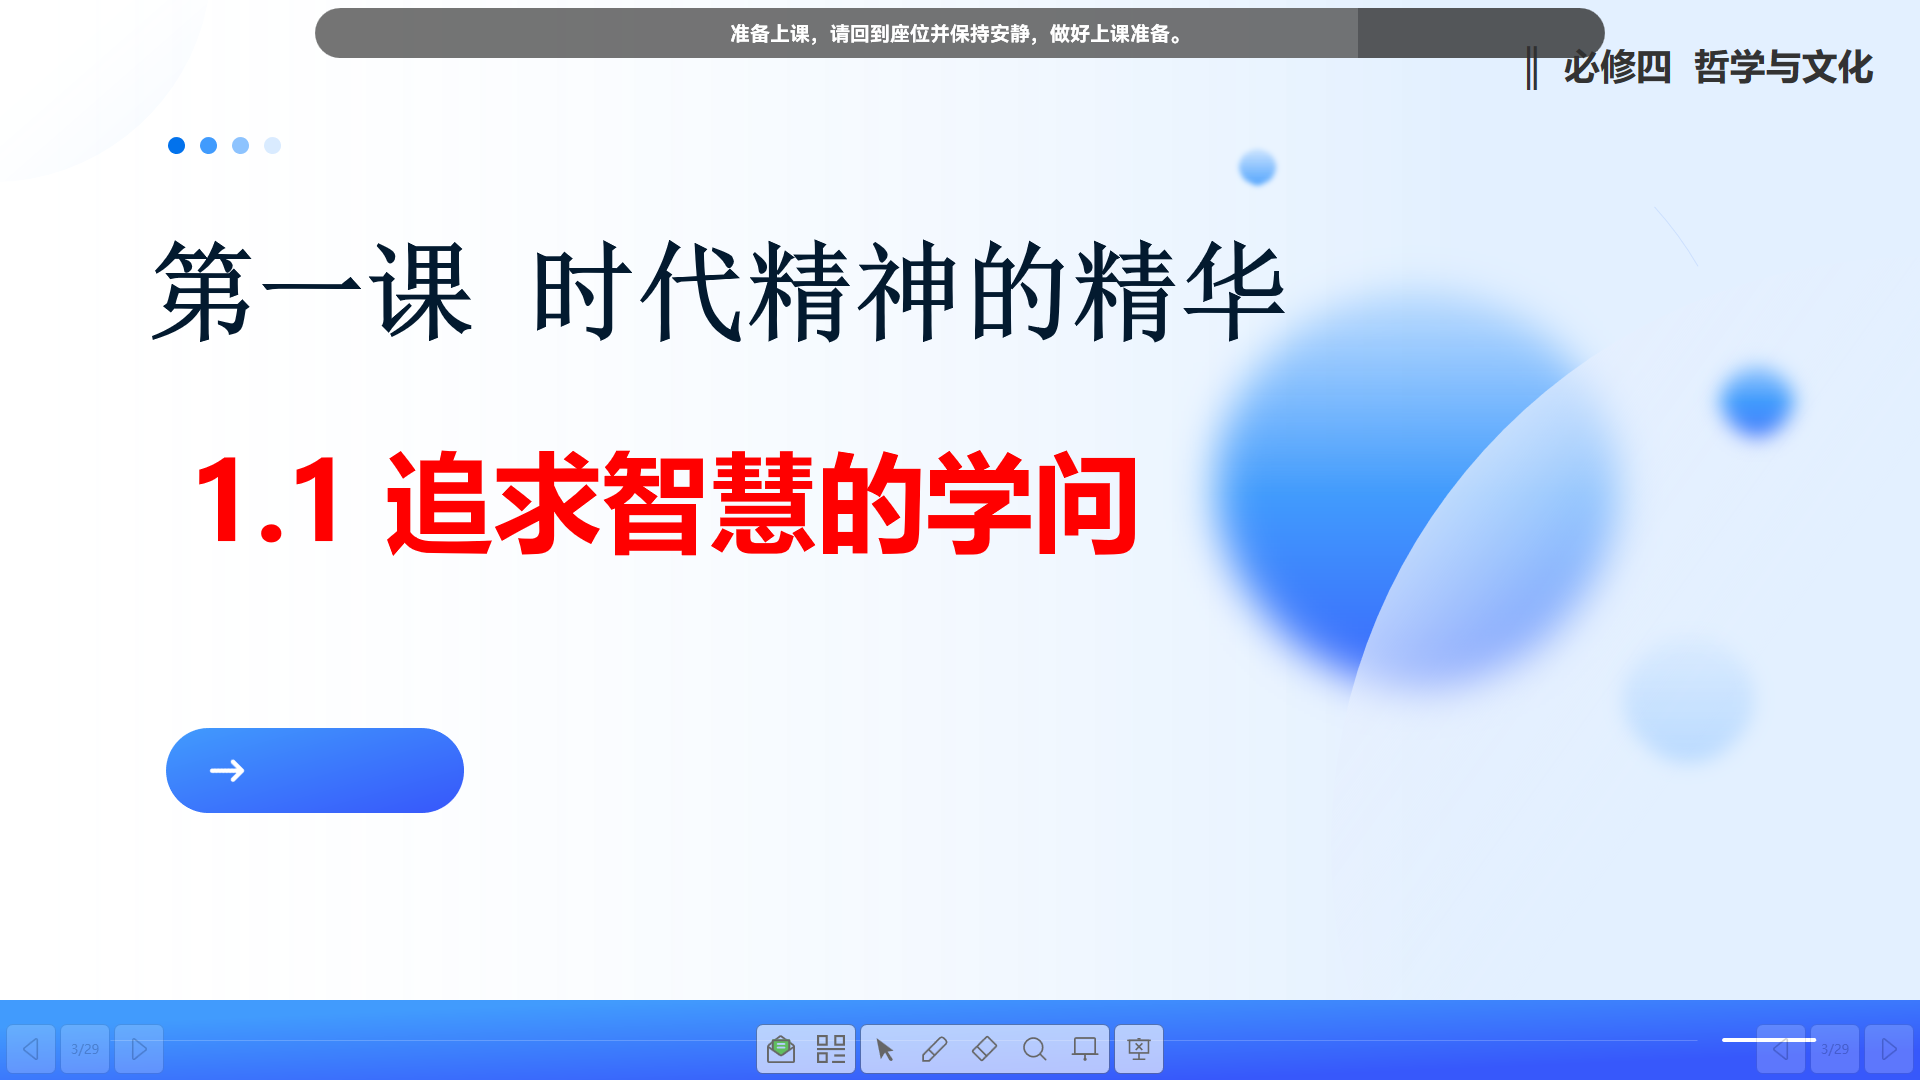 准备上课，请回到座位并保持安静，做好上课准备。
必修四 哲学与文化
第一课 时代精神的精华
1.1 追求智慧的学问
3/29
3/29